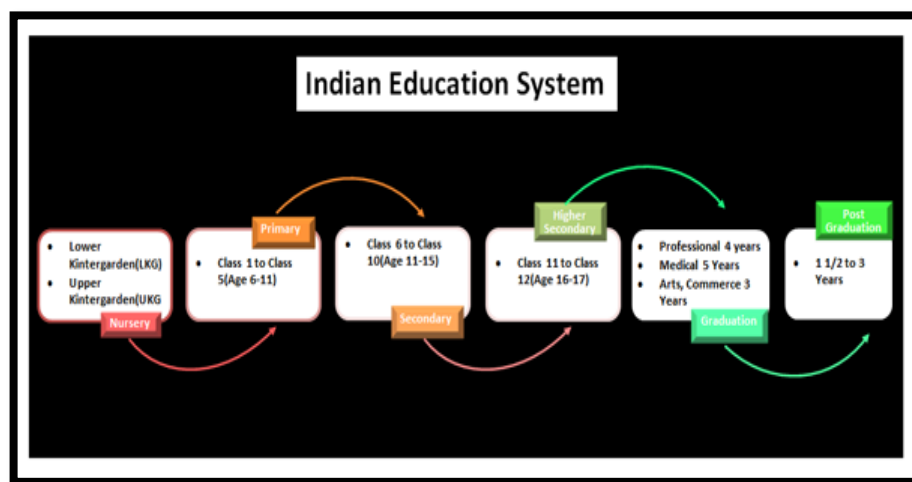 Indian Education System
• Lower
Kintergarden(LKG)
• Upper
Kintergarden(UKG
Nursery
Primary
• Class 1 to Class
5(Age 6-11)
• Class 6 to Class
10(Age 11-15)
Secondary
Higher
Secondary
• Class 11 to Class
12(Age 16-17)
• Professional 4 years
• Medical 5 Years
• Arts, Commerce 3
Years
Graduation
Post
Graduation
• 1 1/2 to 3
Years